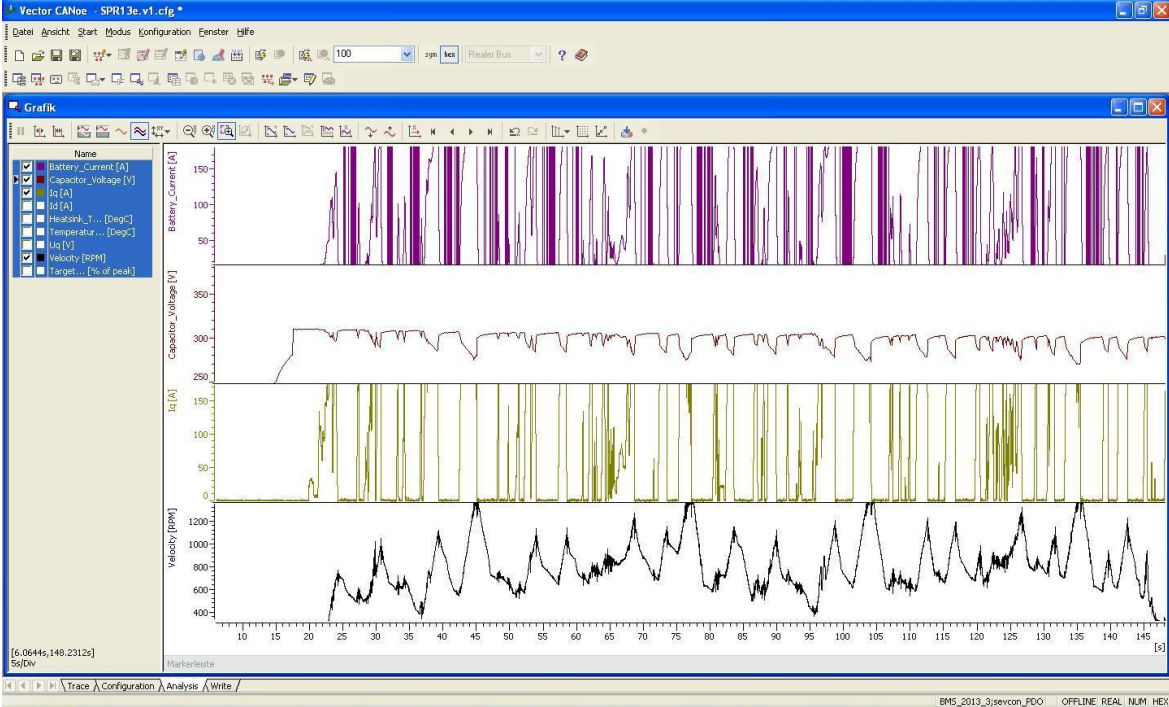 Vector CANoe - SPR13e.v1.cfg *
Datei Ansicht Start Modus Konfiguration Fenster Hilfe
100 sym hex Realer Bus ?
Grafik
Name
Battery_Current [A]
Capacitor_Voltage [V]
Iq [A]
Id [A]
Heatsink_T... [DegC]
Temperatur... [DegC]
Uq [V]
Velocity [RPM]
Target... [% of peak]
Battery_Current [A]
150
100
50
Capacitor_Voltage [V]
350
300
250
Iq [A]
150
100
50
0
Velocity [RPM]
1200
1000
800
600
400
10 15 20 25 30 35 40 45 50 55 60 65 70 75 80 85 90 95 100 105 110 115 120 125 130 135 140 145
[s]
[6.0644s,148.2312s]
5s/Div
Markerleiste
Trace Configuration Analysis Write
BMS_2013_3;sevcon_PDO OFFLINE REAL NUM HEX